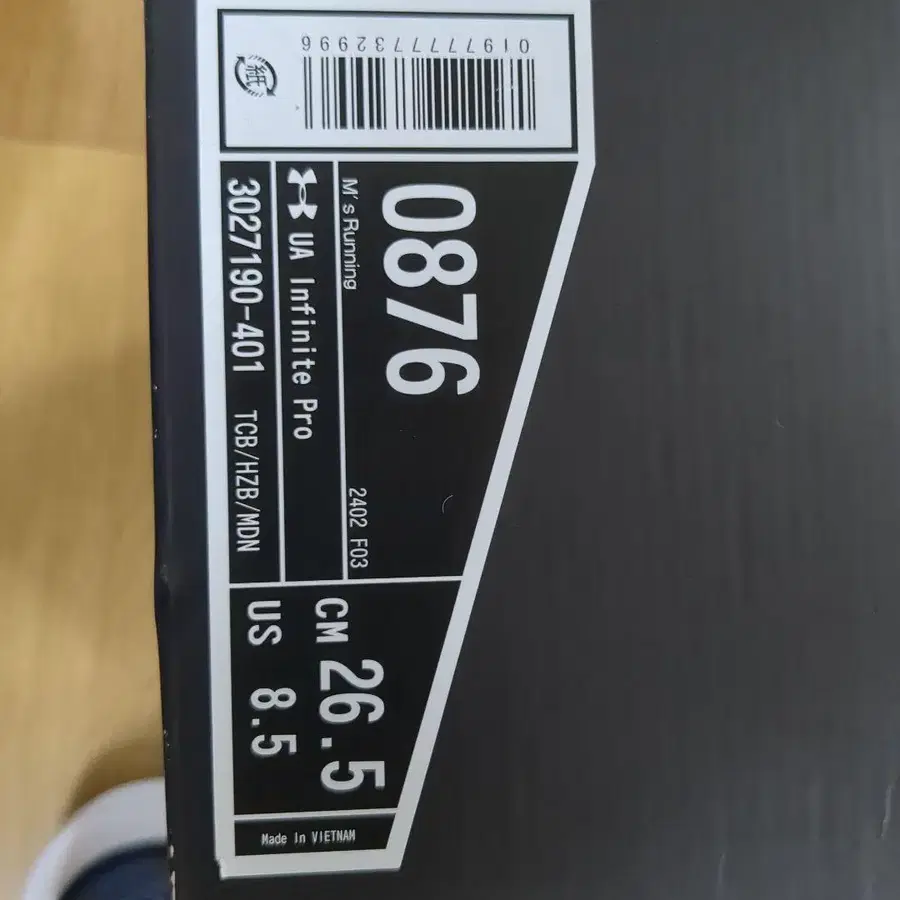 0197777732996
紙
0876
M's Running
2402 F03
UA Infinite Pro
3027190-401 TCB/HZB/MDN
CM 26.5
US 8.5
Made In VIETNAM